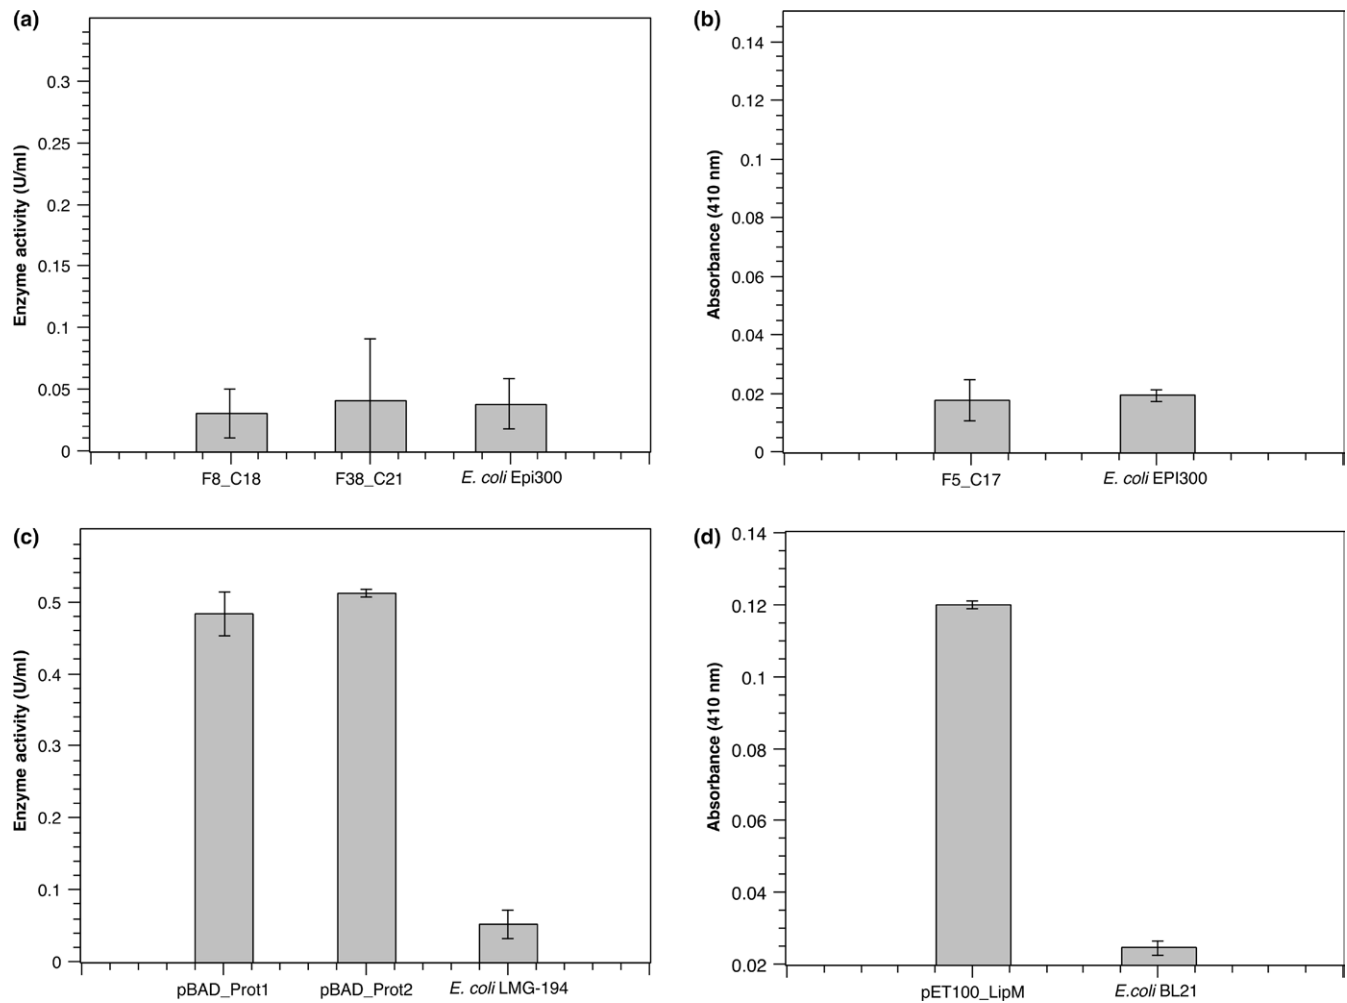 (a)
Enzyme activity (U/ml)
0.3
0.25
0.2
0.15
0.1
0.05
0
F8_C18 F38_C21 E. coli Epi300
(b)
Absorbance (410 nm)
0.14
0.12
0.1
0.08
0.06
0.04
0.02
0
F5_C17 E. coli EPI300
(c)
Enzyme activity (U/ml)
0.5
0.4
0.3
0.2
0.1
0
pBAD_Prot1 pBAD_Prot2 E. coli LMG-194
(d)
Absorbance (410 nm)
0.14
0.12
0.1
0.08
0.06
0.04
0.02
pET100_LipM E.coli BL21